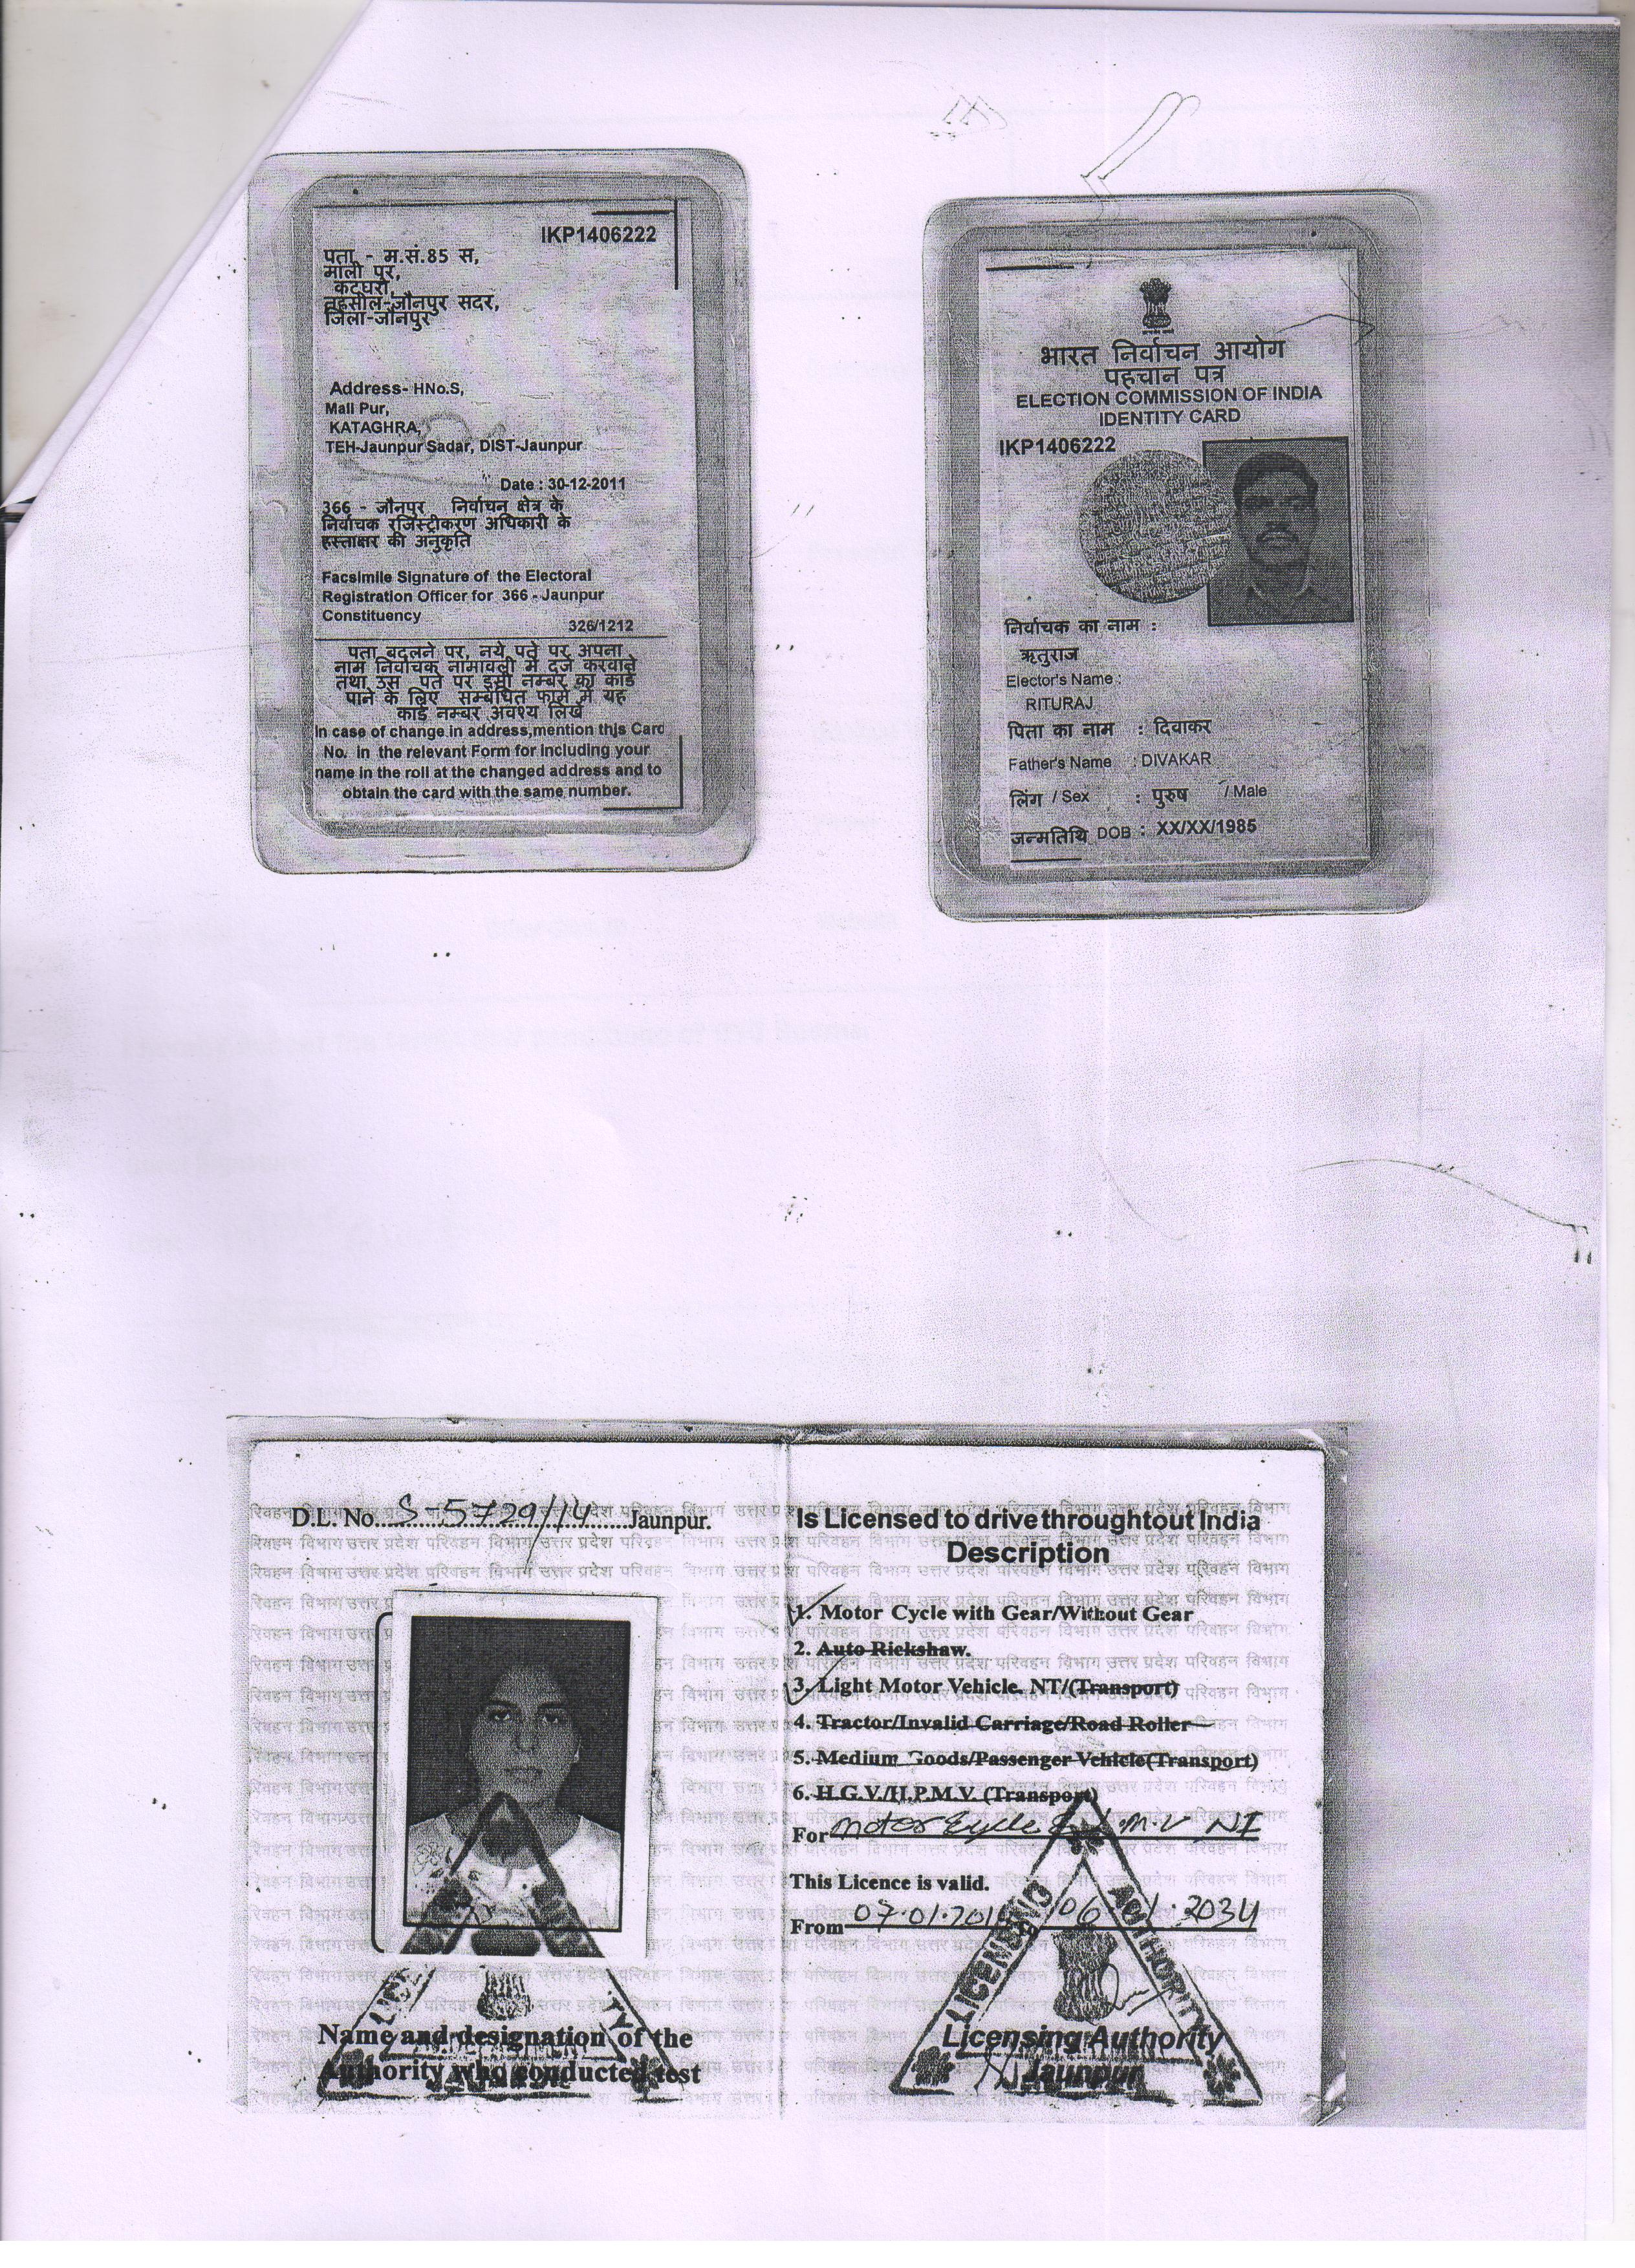 IKP1406222
पता - म.सं.85 स,
माली पुर,
कटघरा,
तहसील-जौनपुर सदर,
जिला-जौनपुर
Address- HNo.S,
Mali Pur,
KATAGHRA,
TEH-Jaunpur Sadar, DIST-Jaunpur
Date : 30-12-2011
366 - जौनपुर निर्वाचन क्षेत्र के
निर्वाचक रजिस्ट्रीकरण अधिकारी के
हस्ताक्षर की अनुकृति
Facsimile Signature of the Electoral
Registration Officer for 366 - Jaunpur
Constituency
326/1212
पता बदलने पर, नये पते पर अपना
नाम निर्वाचक नामावली में दर्ज करवाने
तथा उस पते पर इसी नम्बर का कार्ड
पाने के लिए सम्बंधित फार्म में यह
कार्ड नम्बर अवश्य लिखें
In case of change in address,mention this Card
No. in the relevant Form for including your
name in the roll at the changed address and to
obtain the card with the same number.
भारत निर्वाचन आयोग
पहचान पत्र
ELECTION COMMISSION OF INDIA
IDENTITY CARD
IKP1406222
निर्वाचक का नाम :
ऋतुराज
Elector's Name :
RITURAJ
पिता का नाम : दिवाकर
Father's Name : DIVAKAR
लिंग / Sex : पुरुष / Male
जन्मतिथि DOB : XX/XX/1985
D.L. No. S-5729/14 Jaunpur.
Name and designation of the
Authority who conducted test
Is Licensed to drive throughtout India
Description
1. Motor Cycle with Gear/Without Gear
2. Auto Rickshaw.
3. Light Motor Vehicle. NT/(Transport)
4. Tractor/Invalid Carriage/Road Roller
5. Medium Goods/Passenger Vehicle(Transport)
6. H.G.V./H.P.M.V. (Transport)
For Motor Cycle & L.M.V NT
This Licence is valid.
From 07.01.201 06 2034
LICENSING AUTHORITY
Licensing Authority
Jaunpur